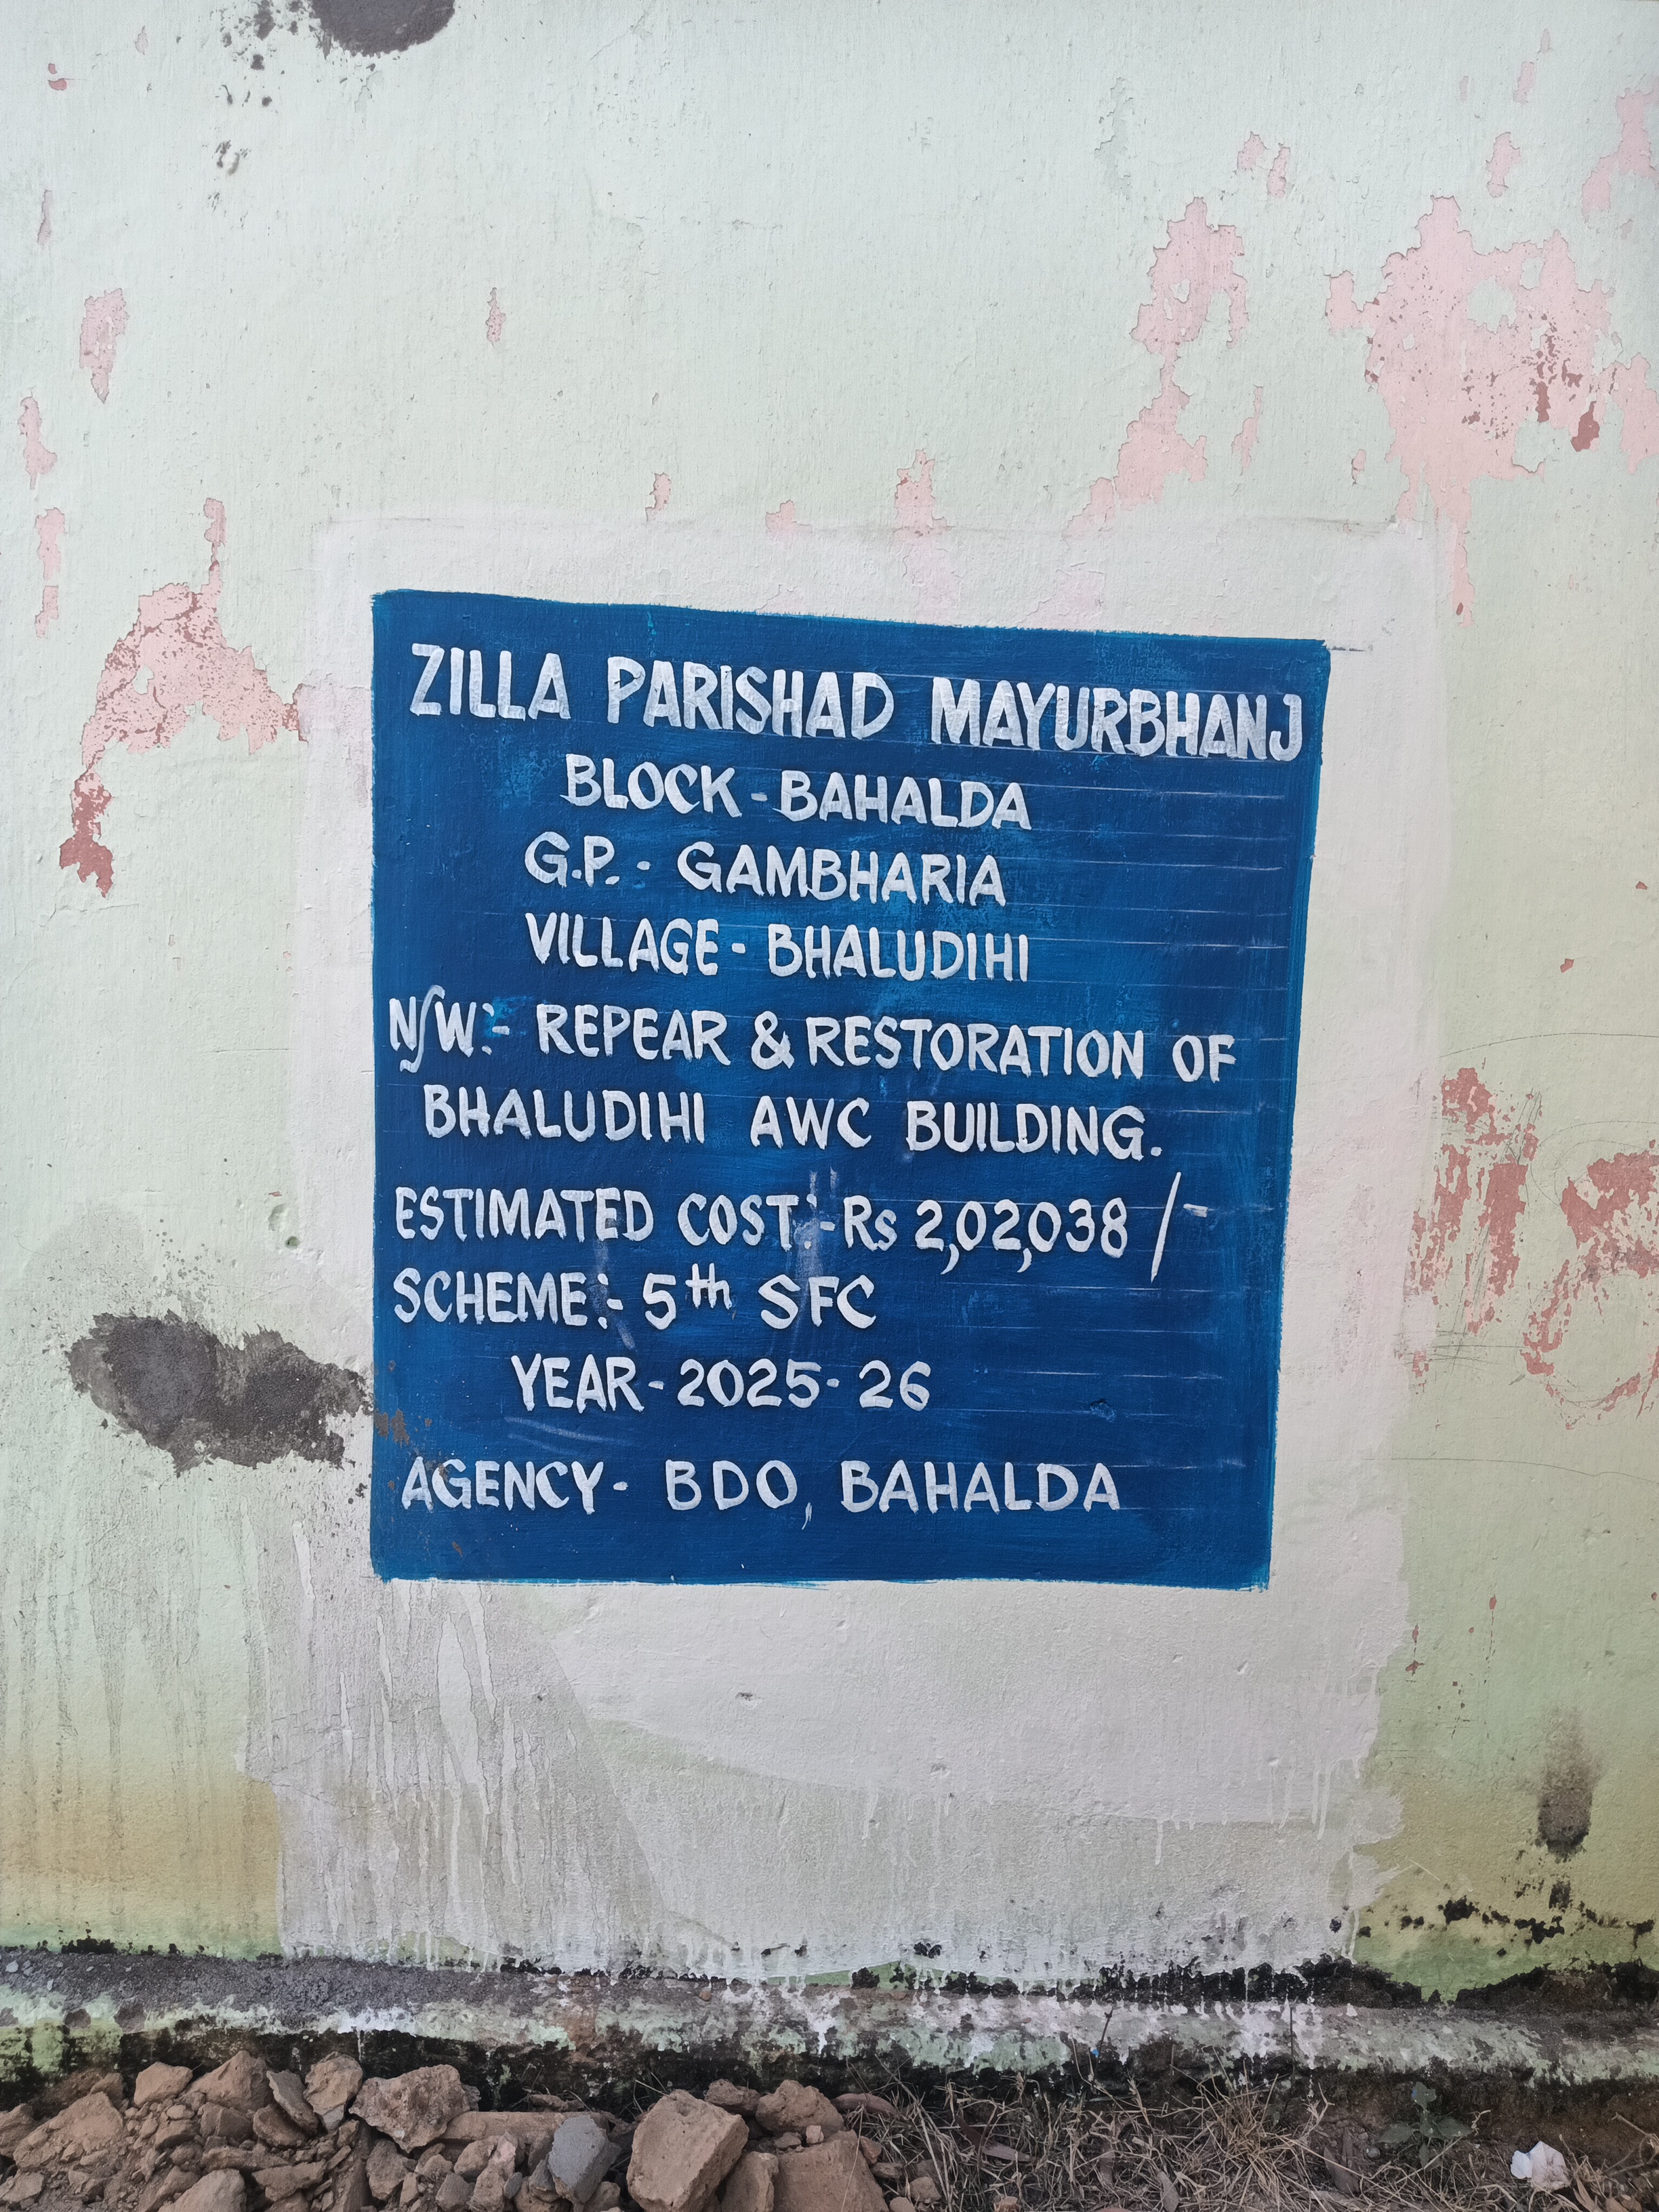 ZILLA PARISHAD MAYURBHANJ
BLOCK - BAHALDA
G.P. - GAMBHARIA
VILLAGE - BHALUDIHI
N/W:- REPEAR & RESTORATION OF
BHALUDIHI AWC BUILDING.
ESTIMATED COST:- Rs 2,02,038/-
SCHEME:- 5th SFC
YEAR - 2025-26
AGENCY - BDO, BAHALDA